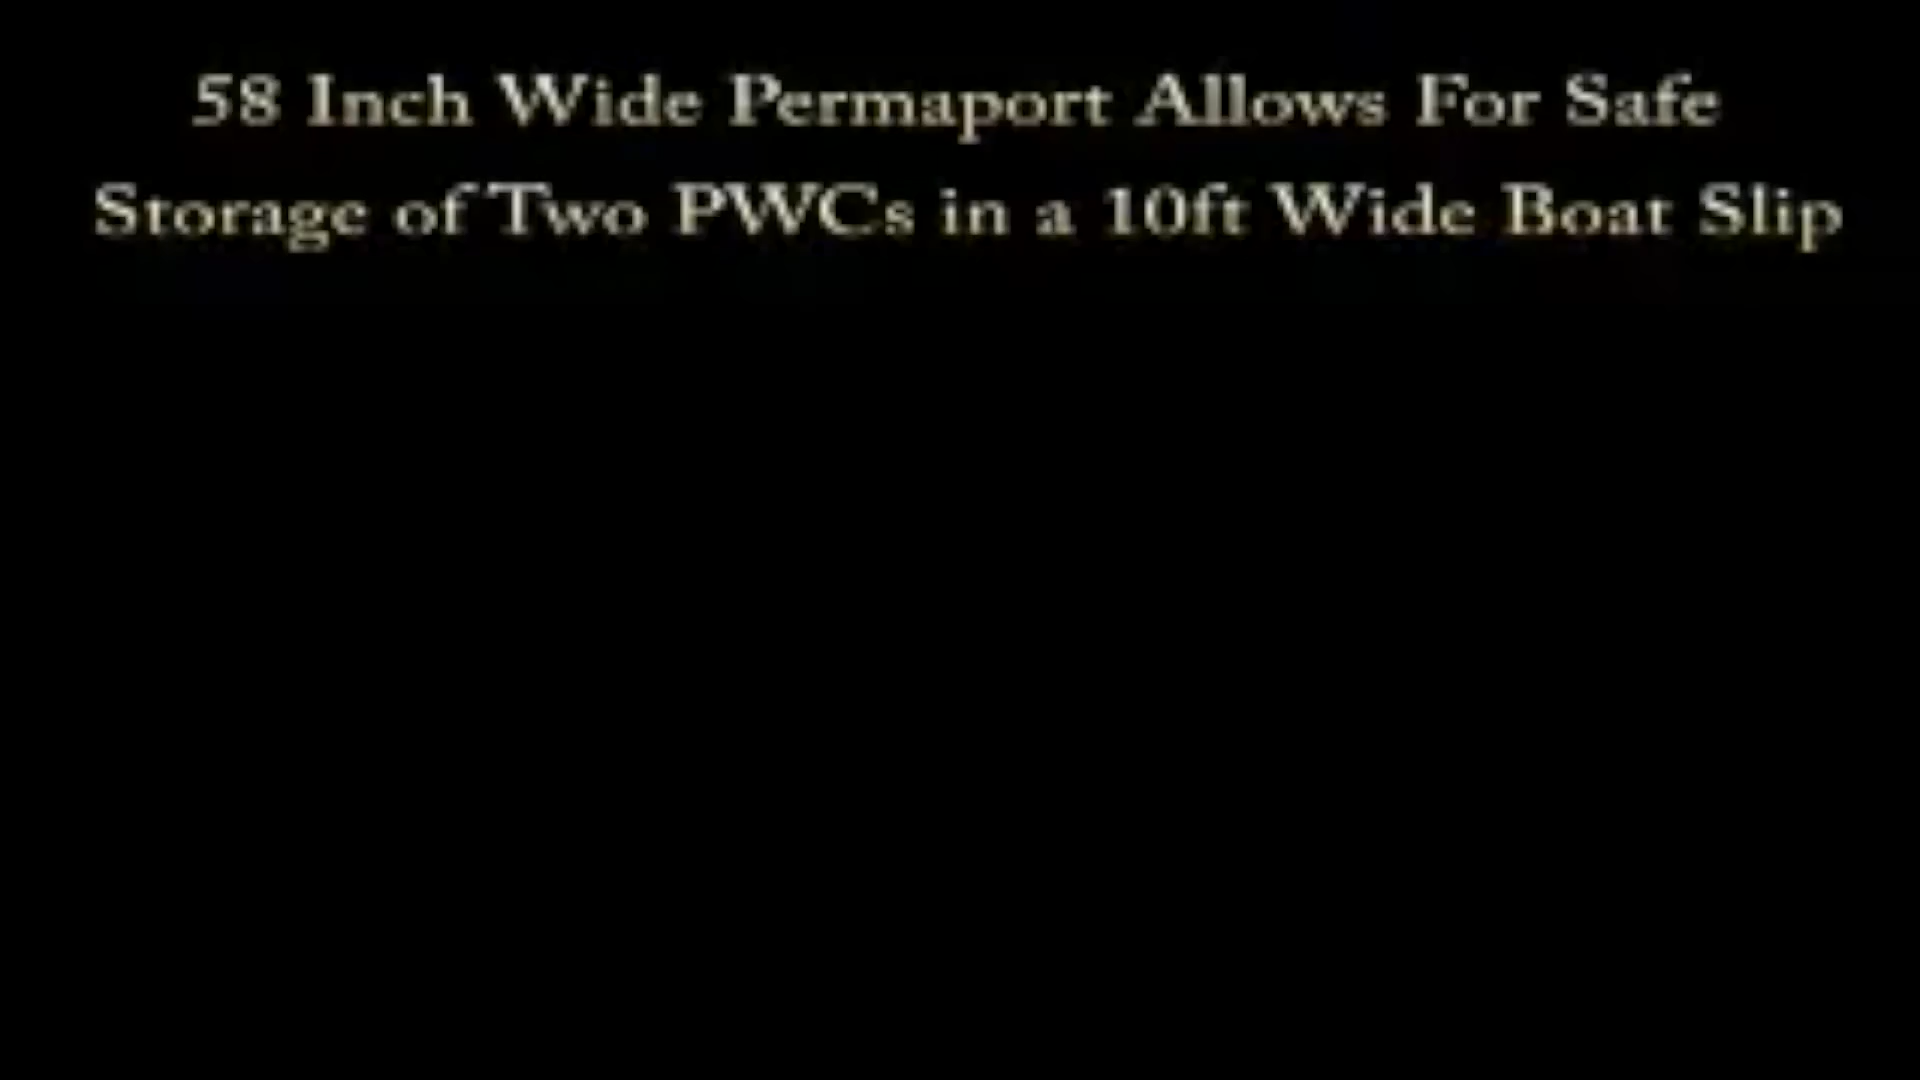 58 Inch Wide Permaport Allows For Safe
Storage of Two PWCs in a 10ft Wide Boat Slip